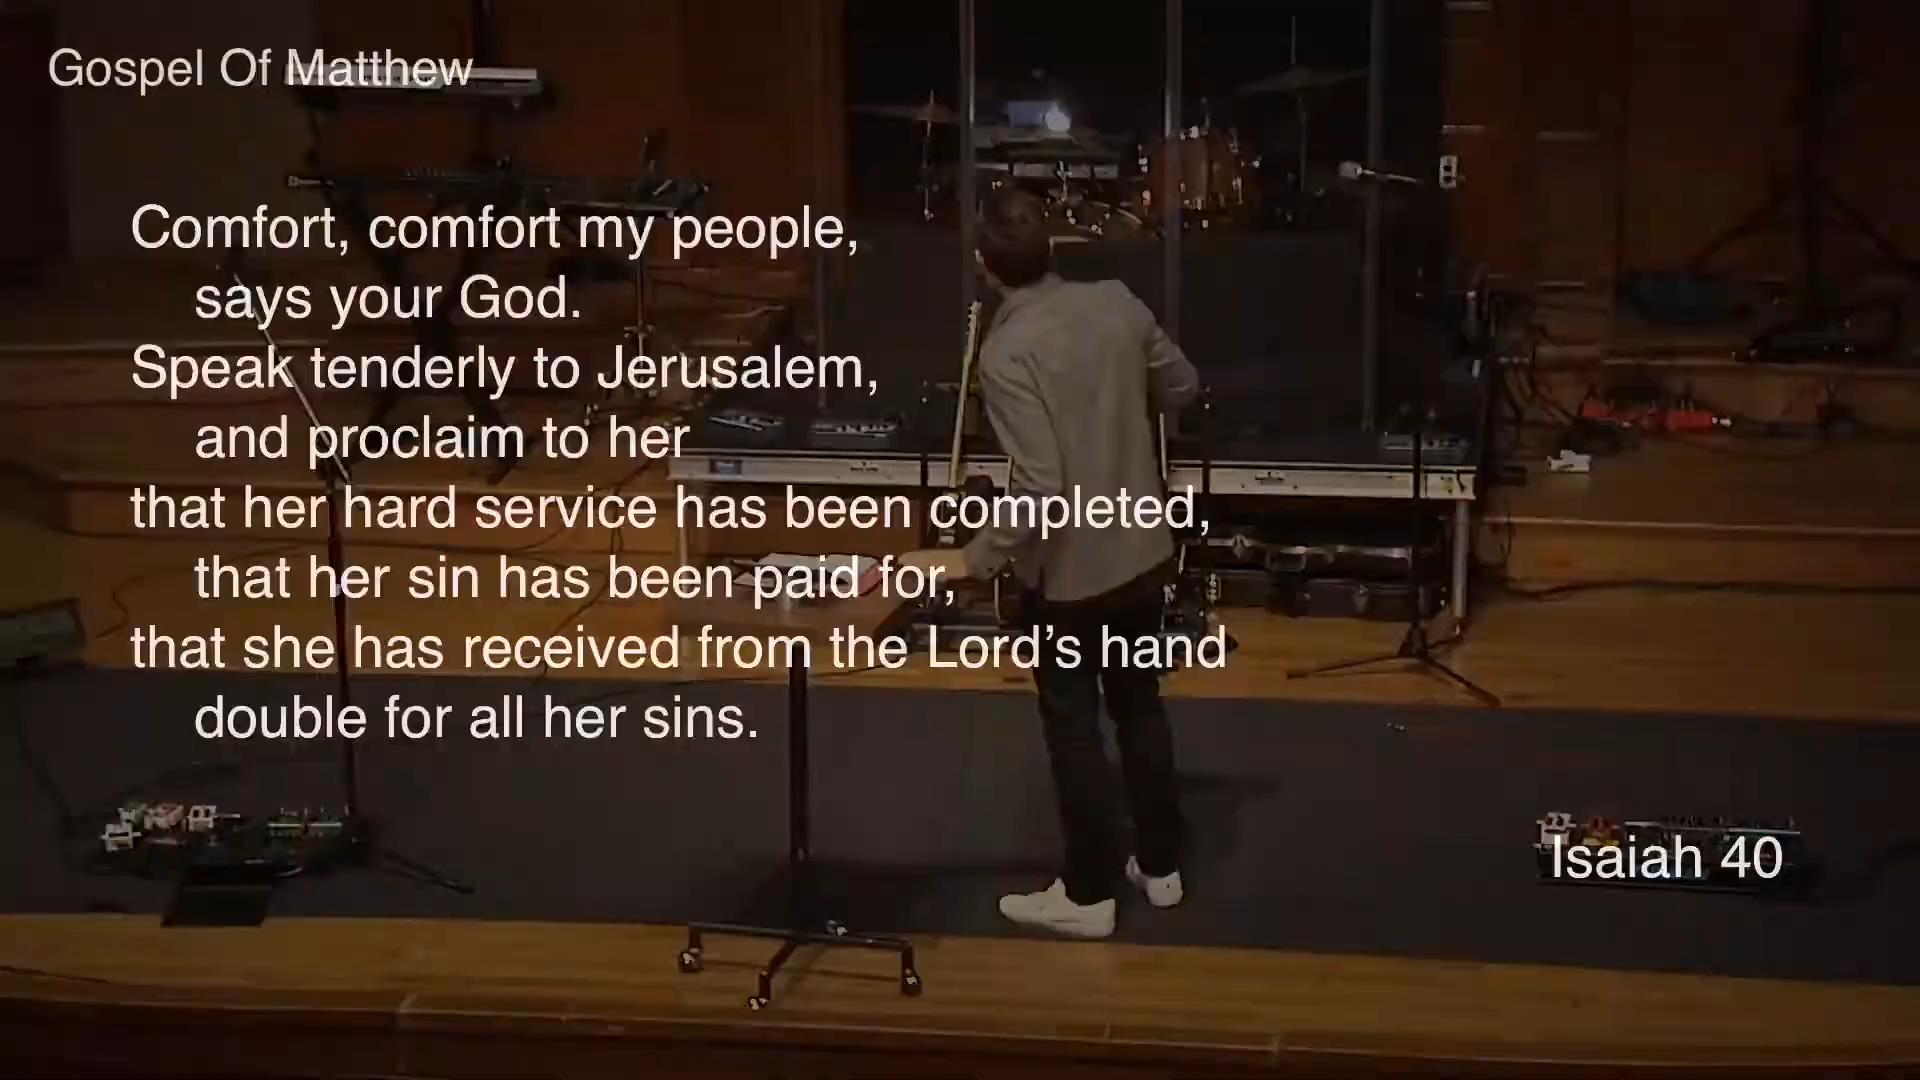 Gospel Of Matthew
Comfort, comfort my people,
says your God.
Speak tenderly to Jerusalem,
and proclaim to her
that her hard service has been completed,
that her sin has been paid for,
that she has received from the Lord’s hand
double for all her sins.
Isaiah 40